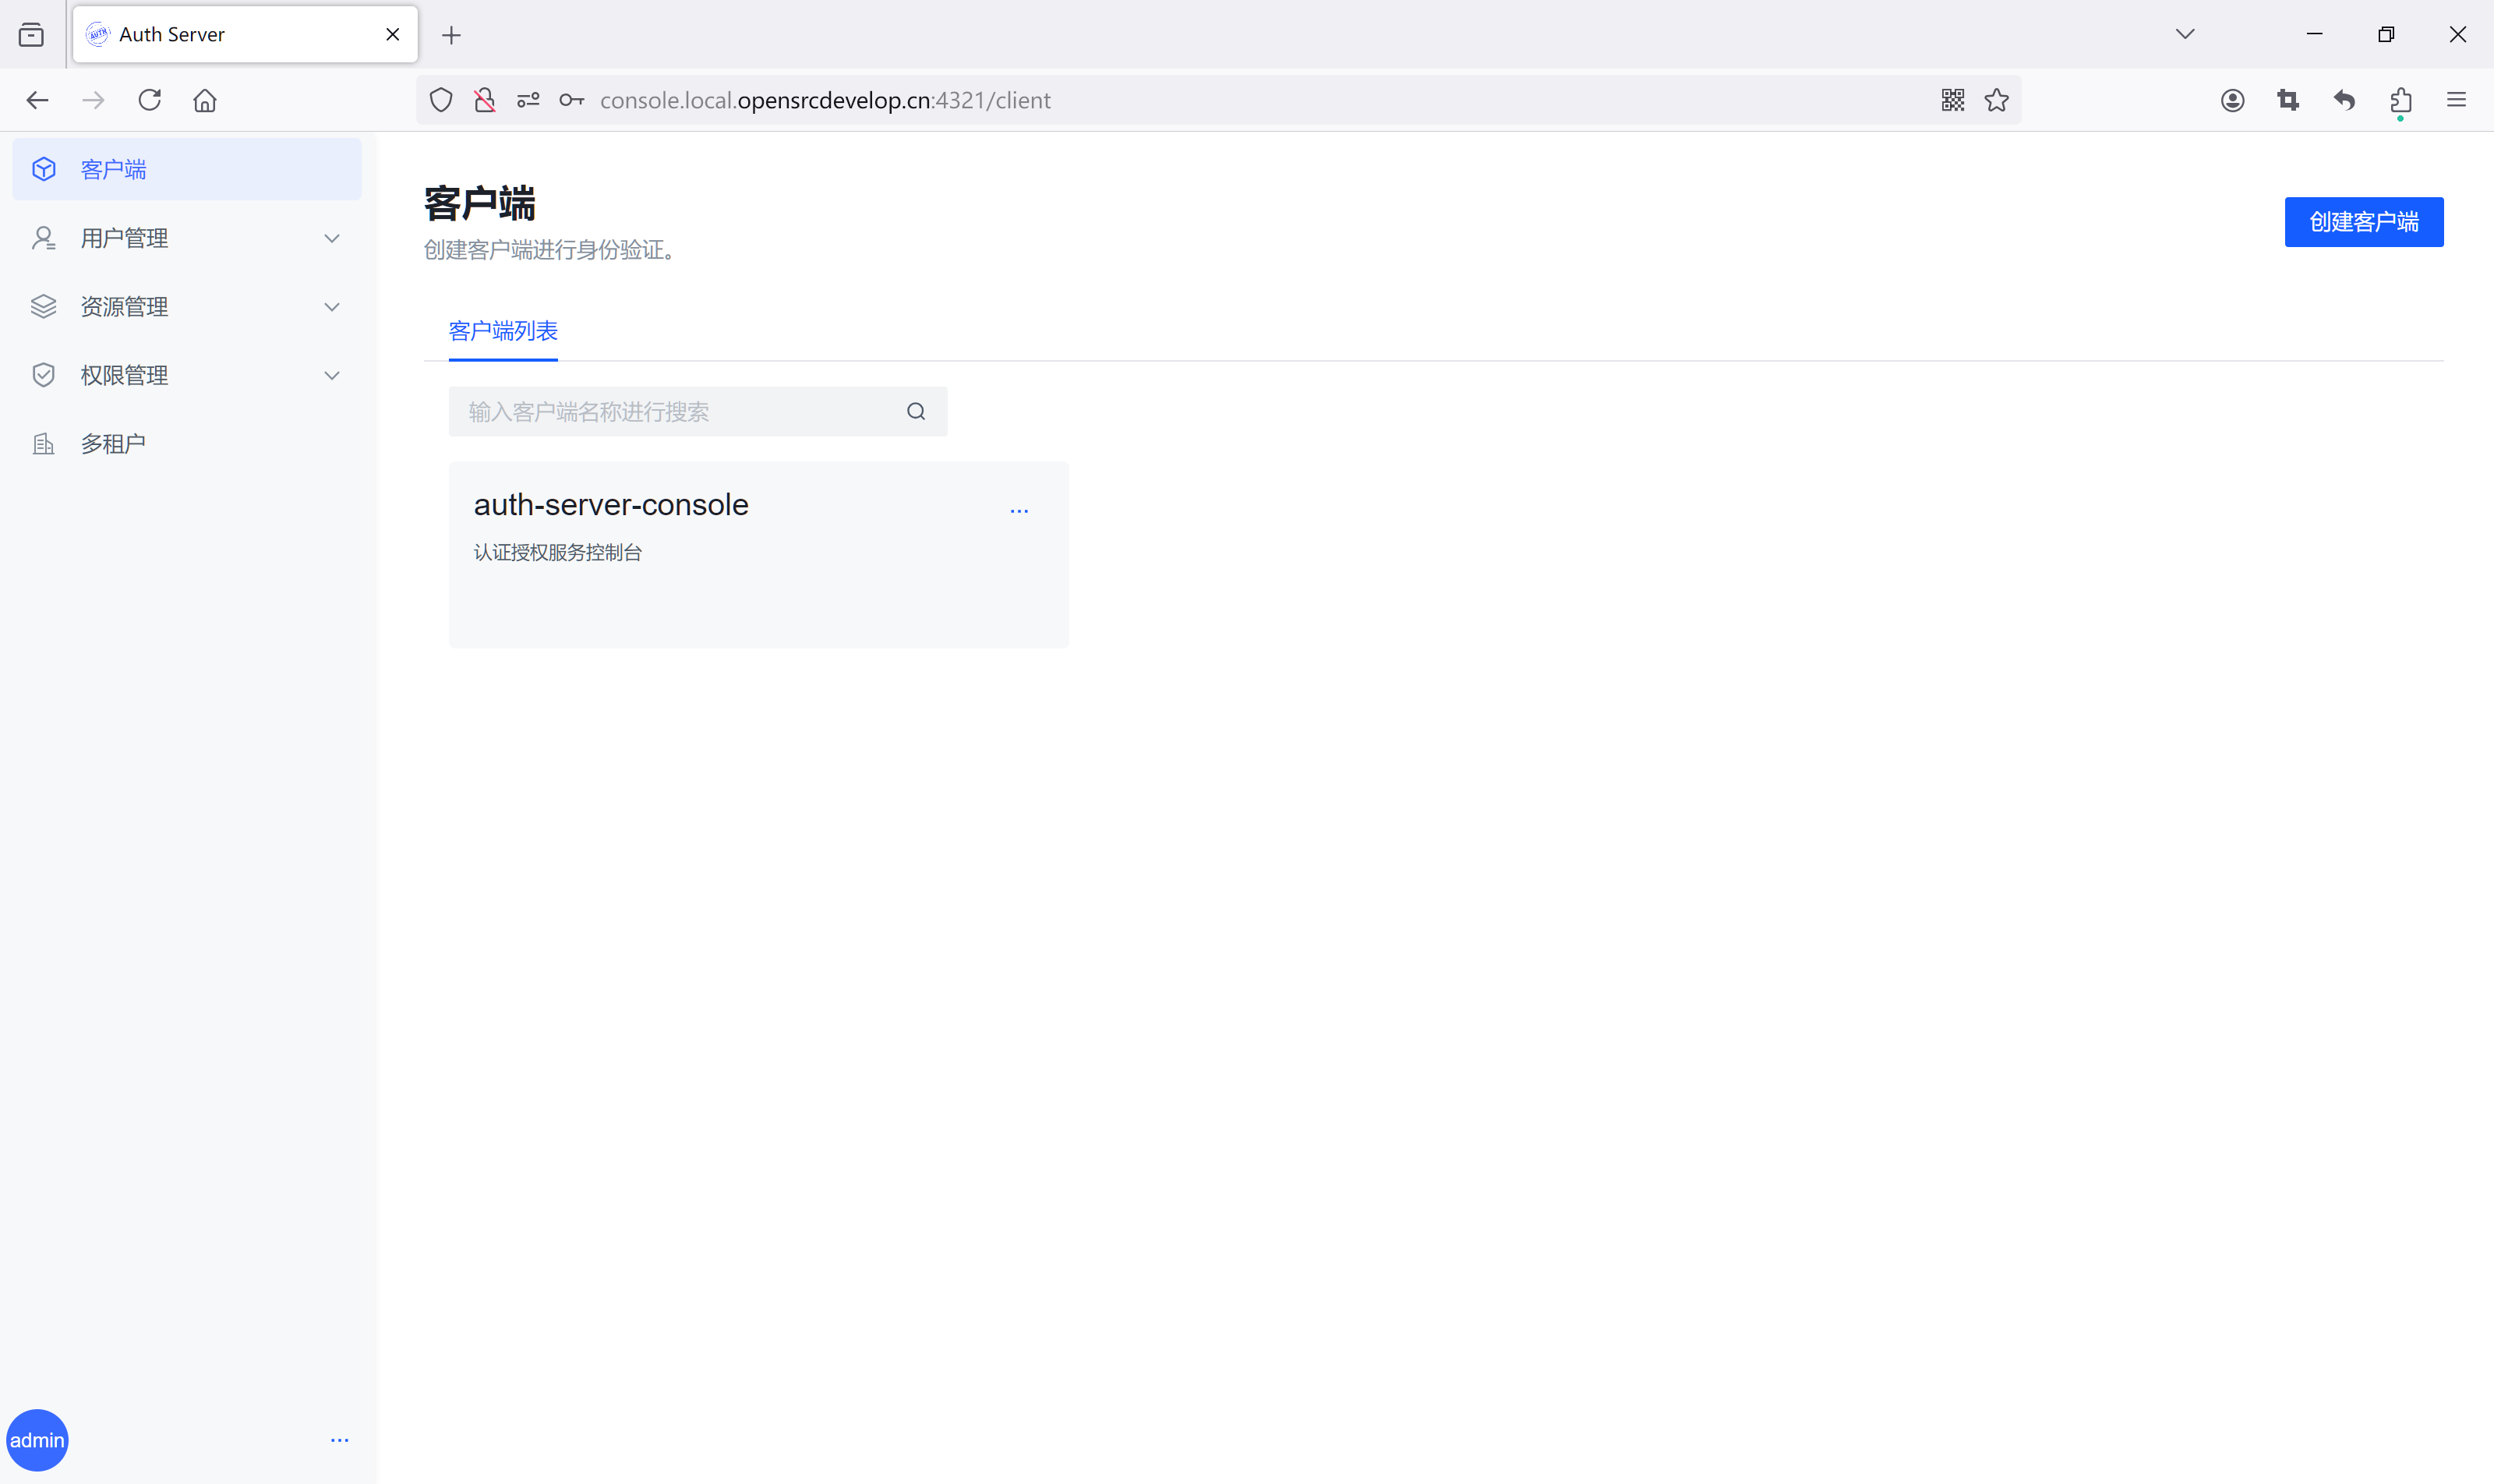 Auth Server
console.local.opensrcdevelop.cn:4321/client
客户端
用户管理
资源管理
权限管理
多租户
客户端
创建客户端进行身份验证。
创建客户端
客户端列表
输入客户端名称进行搜索
auth-server-console
...
认证授权服务控制台
admin
...